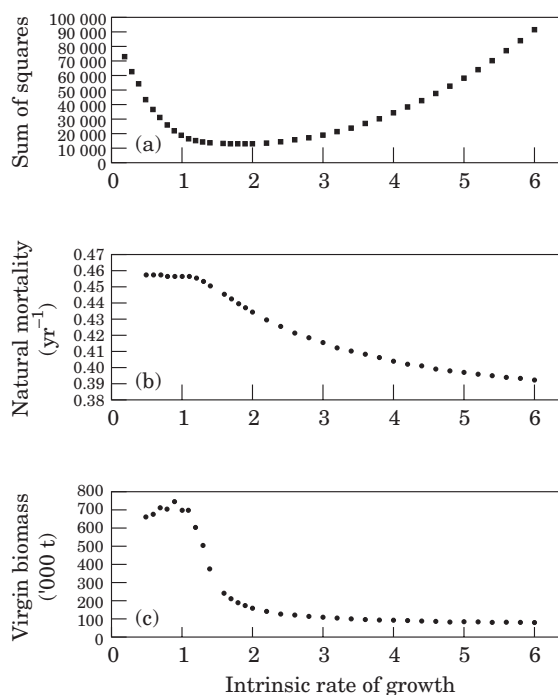 Sum of squares
100 000
90 000
80 000
70 000
60 000
50 000
40 000
30 000
20 000
10 000
0
(a)
0 1 2 3 4 5 6
Natural mortality
(yr⁻¹)
0.47
0.46
0.45
0.44
0.43
0.42
0.41
0.40
0.39
0.38
(b)
0 1 2 3 4 5 6
Virgin biomass
('000 t)
800
700
600
500
400
300
200
100
0
(c)
0 1 2 3 4 5 6
Intrinsic rate of growth